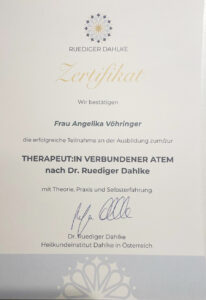 RUEDIGER DAHLKE
Zertifikat
Wir bestätigen
Frau Angelika Vöhringer
die erfolgreiche Teilnahme an der Ausbildung zum/zur
THERAPEUT:IN VERBUNDENER ATEM
nach Dr. Ruediger Dahlke
mit Theorie, Praxis und Selbsterfahrung.
Dr. Ruediger Dahlke
Heilkundeinstitut Dahlke in Österreich